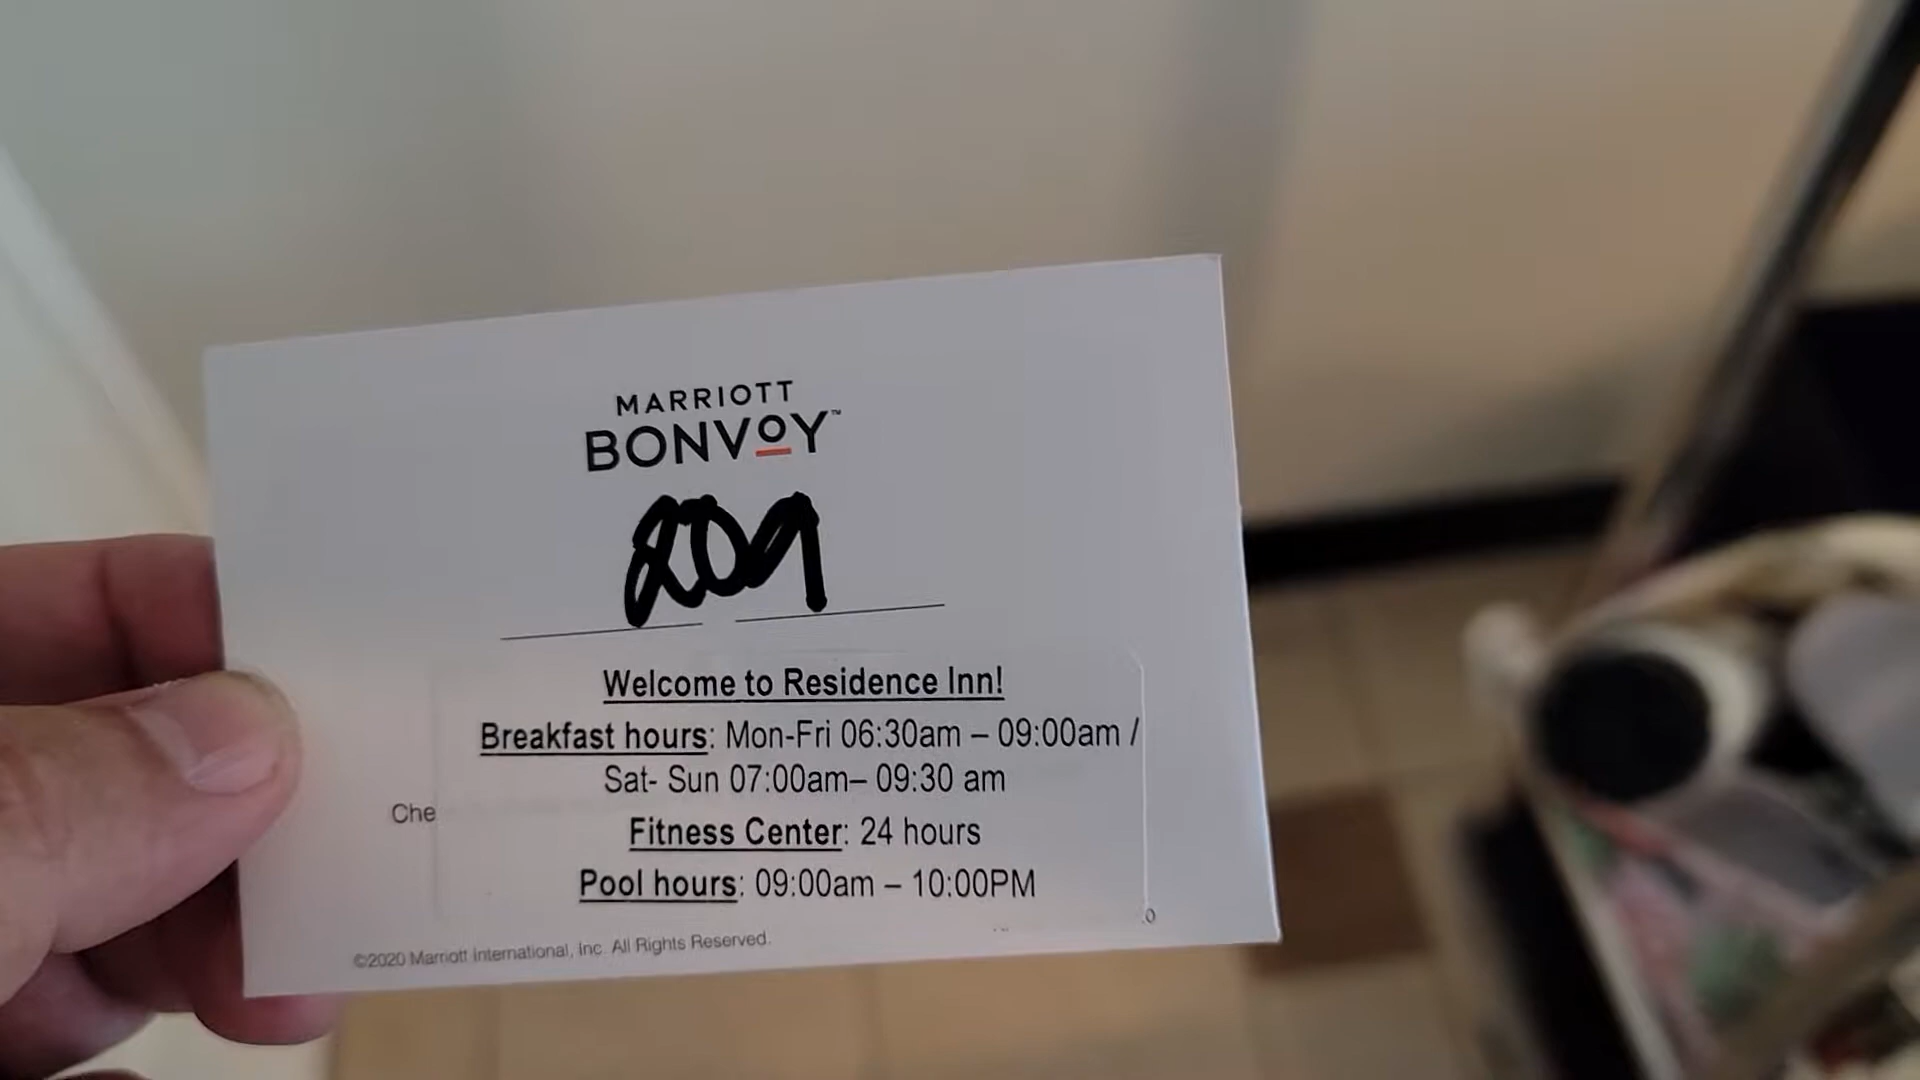 MARRIOTT
BONVOY™
209
Welcome to Residence Inn!
Breakfast hours: Mon-Fri 06:30am – 09:00am /
Sat- Sun 07:00am– 09:30 am
Che
Fitness Center: 24 hours
Pool hours: 09:00am – 10:00PM
©2020 Marriott International, Inc. All Rights Reserved.